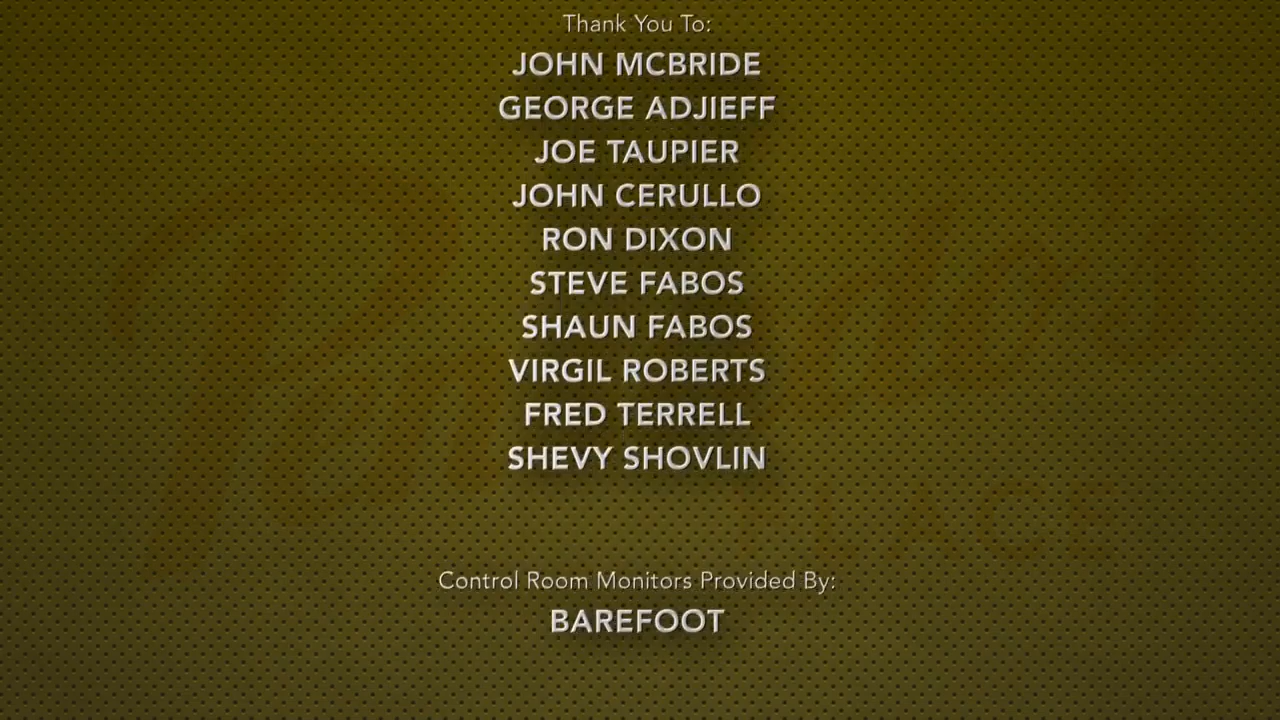 Thank You To:
JOHN MCBRIDE
GEORGE ADJIEFF
JOE TAUPIER
JOHN CERULLO
RON DIXON
STEVE FABOS
SHAUN FABOS
VIRGIL ROBERTS
FRED TERRELL
SHEVY SHOVLIN
Control Room Monitors Provided By:
BAREFOOT